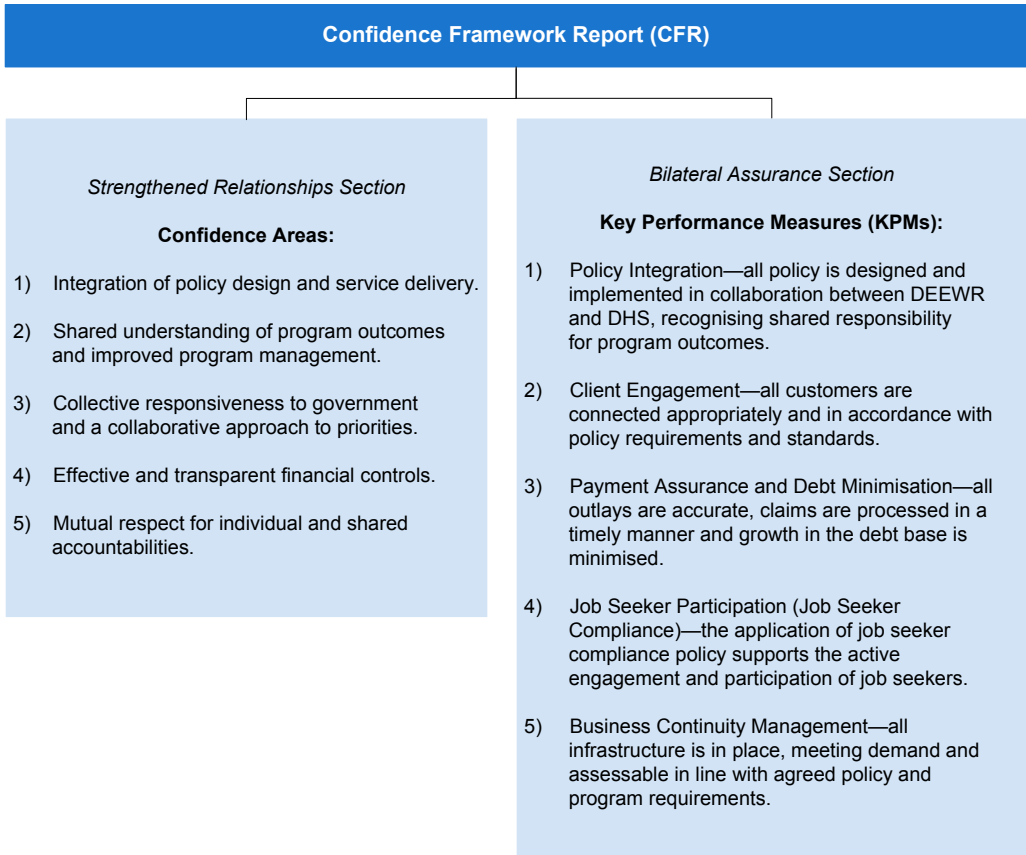 Confidence Framework Report (CFR)
Strengthened Relationships Section
Confidence Areas:
1) Integration of policy design and service delivery.
2) Shared understanding of program outcomes
and improved program management.
3) Collective responsiveness to government
and a collaborative approach to priorities.
4) Effective and transparent financial controls.
5) Mutual respect for individual and shared
accountabilities.
Bilateral Assurance Section
Key Performance Measures (KPMs):
1) Policy Integration—all policy is designed and
implemented in collaboration between DEEWR
and DHS, recognising shared responsibility
for program outcomes.
2) Client Engagement—all customers are
connected appropriately and in accordance with
policy requirements and standards.
3) Payment Assurance and Debt Minimisation—all
outlays are accurate, claims are processed in a
timely manner and growth in the debt base is
minimised.
4) Job Seeker Participation (Job Seeker
Compliance)—the application of job seeker
compliance policy supports the active
engagement and participation of job seekers.
5) Business Continuity Management—all
infrastructure is in place, meeting demand and
assessable in line with agreed policy and
program requirements.